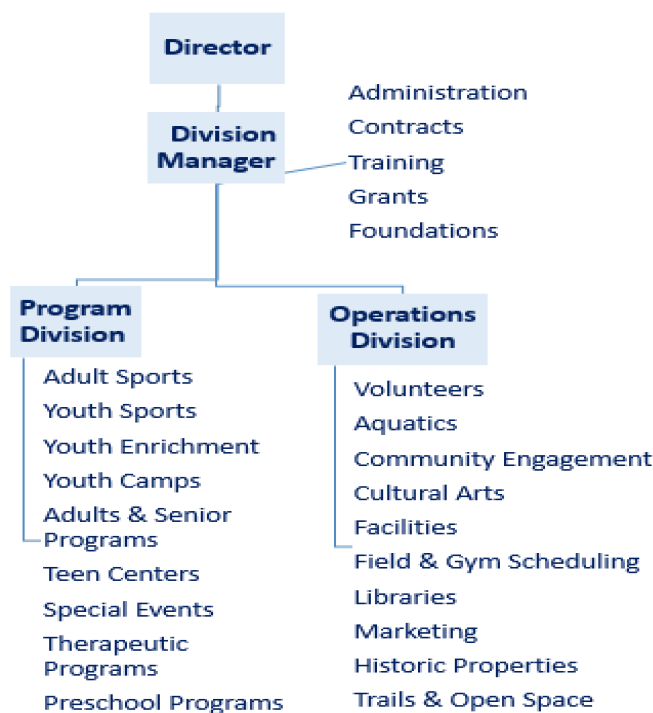 Director
Division
Manager
Administration
Contracts
Training
Grants
Foundations
Program
Division
Adult Sports
Youth Sports
Youth Enrichment
Youth Camps
Adults & Senior
Programs
Teen Centers
Special Events
Therapeutic
Programs
Preschool Programs
Operations
Division
Volunteers
Aquatics
Community Engagement
Cultural Arts
Facilities
Field & Gym Scheduling
Libraries
Marketing
Historic Properties
Trails & Open Space